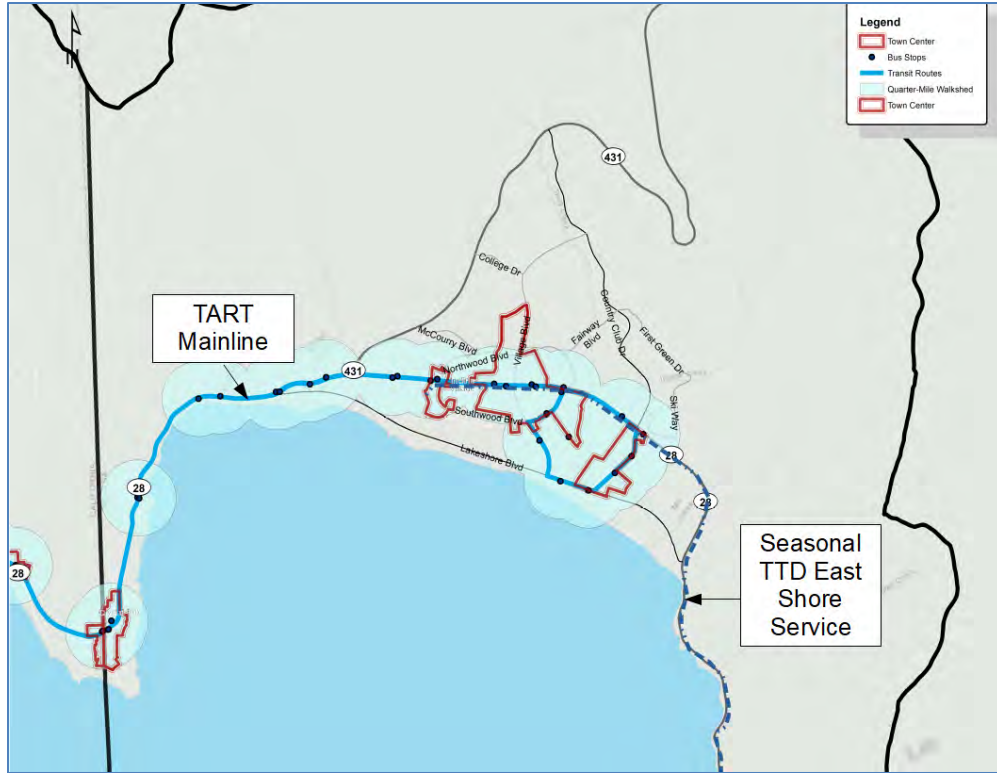 Legend
Town Center
Bus Stops
Transit Routes
Quarter-Mile Walkshed
Town Center
431
431
College Dr
McCourry Blvd
Village Blvd
Fairway
Blvd
Country Club Dr
First Green Dr
TART
Mainline
Northwood Blvd
431
Southwood Blvd
Ski Way
Lakeshore Blvd
28
28
28
28
Seasonal
TTD East
Shore
Service